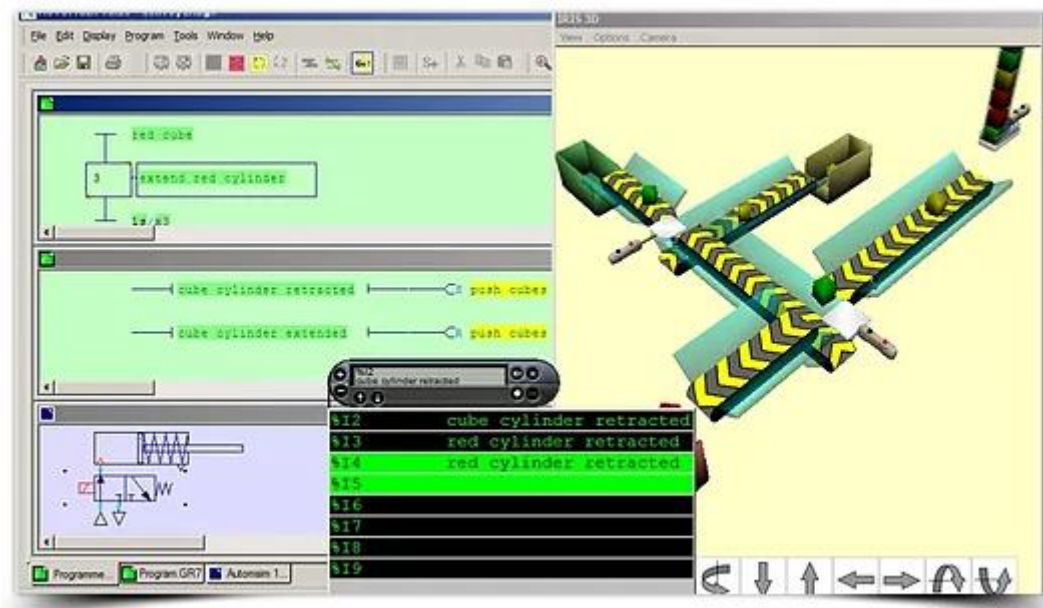 IRIS 3D
File Edit Display Program Tools Window Help
View Options Camera
Go!
red cube
3 extend red cylinder
1s/x3
cube cylinder retracted S push cubes
cube cylinder extended R push cubes
%I2
cube cylinder retracted
%I2 cube cylinder retracted
%I3 red cylinder retracted
%I4 red cylinder retracted
%I5
%I6
%I7
%I8
%I9
Programme... Program GR7 Automsim 1...